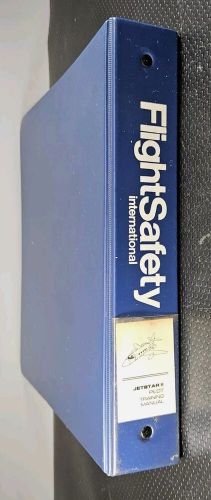 FlightSafety
international
JETSTAR II
PILOT
TRAINING
MANUAL